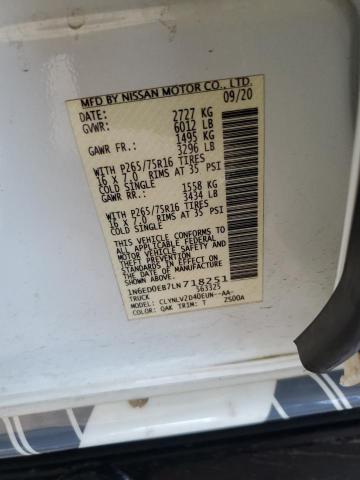 MFD BY NISSAN MOTOR CO., LTD.
09/20
DATE: 2727 KG
GVWR: 6012 LB
1495 KG
GAWR FR.: 3296 LB
WITH P265/75R16 TIRES
16 X 7.0 RIMS AT 35 PSI
COLD SINGLE
1558 KG
GAWR RR.: 3434 LB
WITH P265/75R16 TIRES
16 X 7.0 RIMS AT 35 PSI
COLD SINGLE
THIS VEHICLE CONFORMS TO
ALL APPLICABLE FEDERAL
MOTOR VEHICLE SAFETY
STANDARDS IN EFFECT ON THE
DATE OF MANUFACTURE SHOWN
ABOVE.
1N6ED0EB7LN718251
TRUCK 563325
MODEL: CLYNLVZD40EUN--AA-
COLOR: QAK TRIM: T 2500A